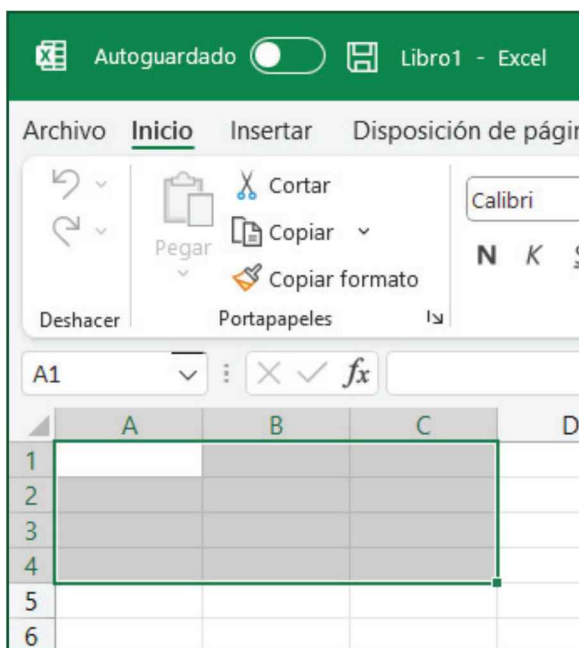 Autoguardado Libro1 - Excel
Archivo Inicio Insertar Disposición de págin
Cortar
Copiar
Pegar
Copiar formato
Calibri
N K S
Deshacer Portapapeles
A1 fx
A B C D
1
2
3
4
5
6